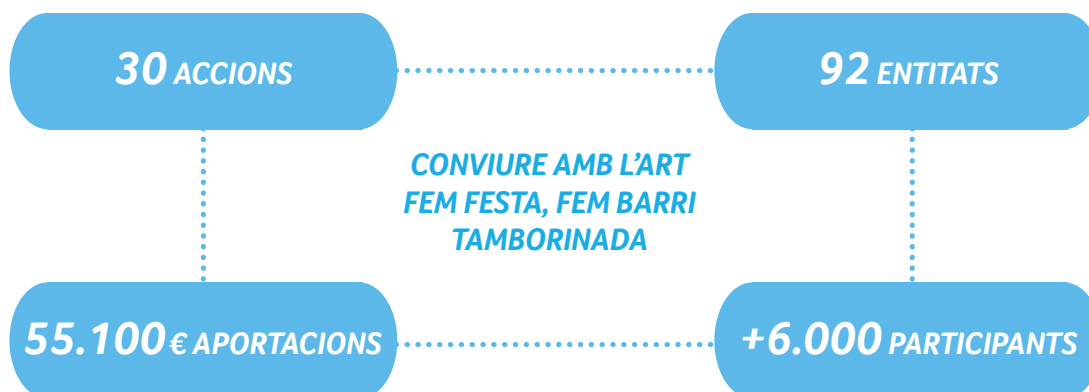 30 ACCIONS
92 ENTITATS
CONVIURE AMB L'ART
FEM FESTA, FEM BARRI
TAMBORINADA
55.100 € APORTACIONS
+6.000 PARTICIPANTS